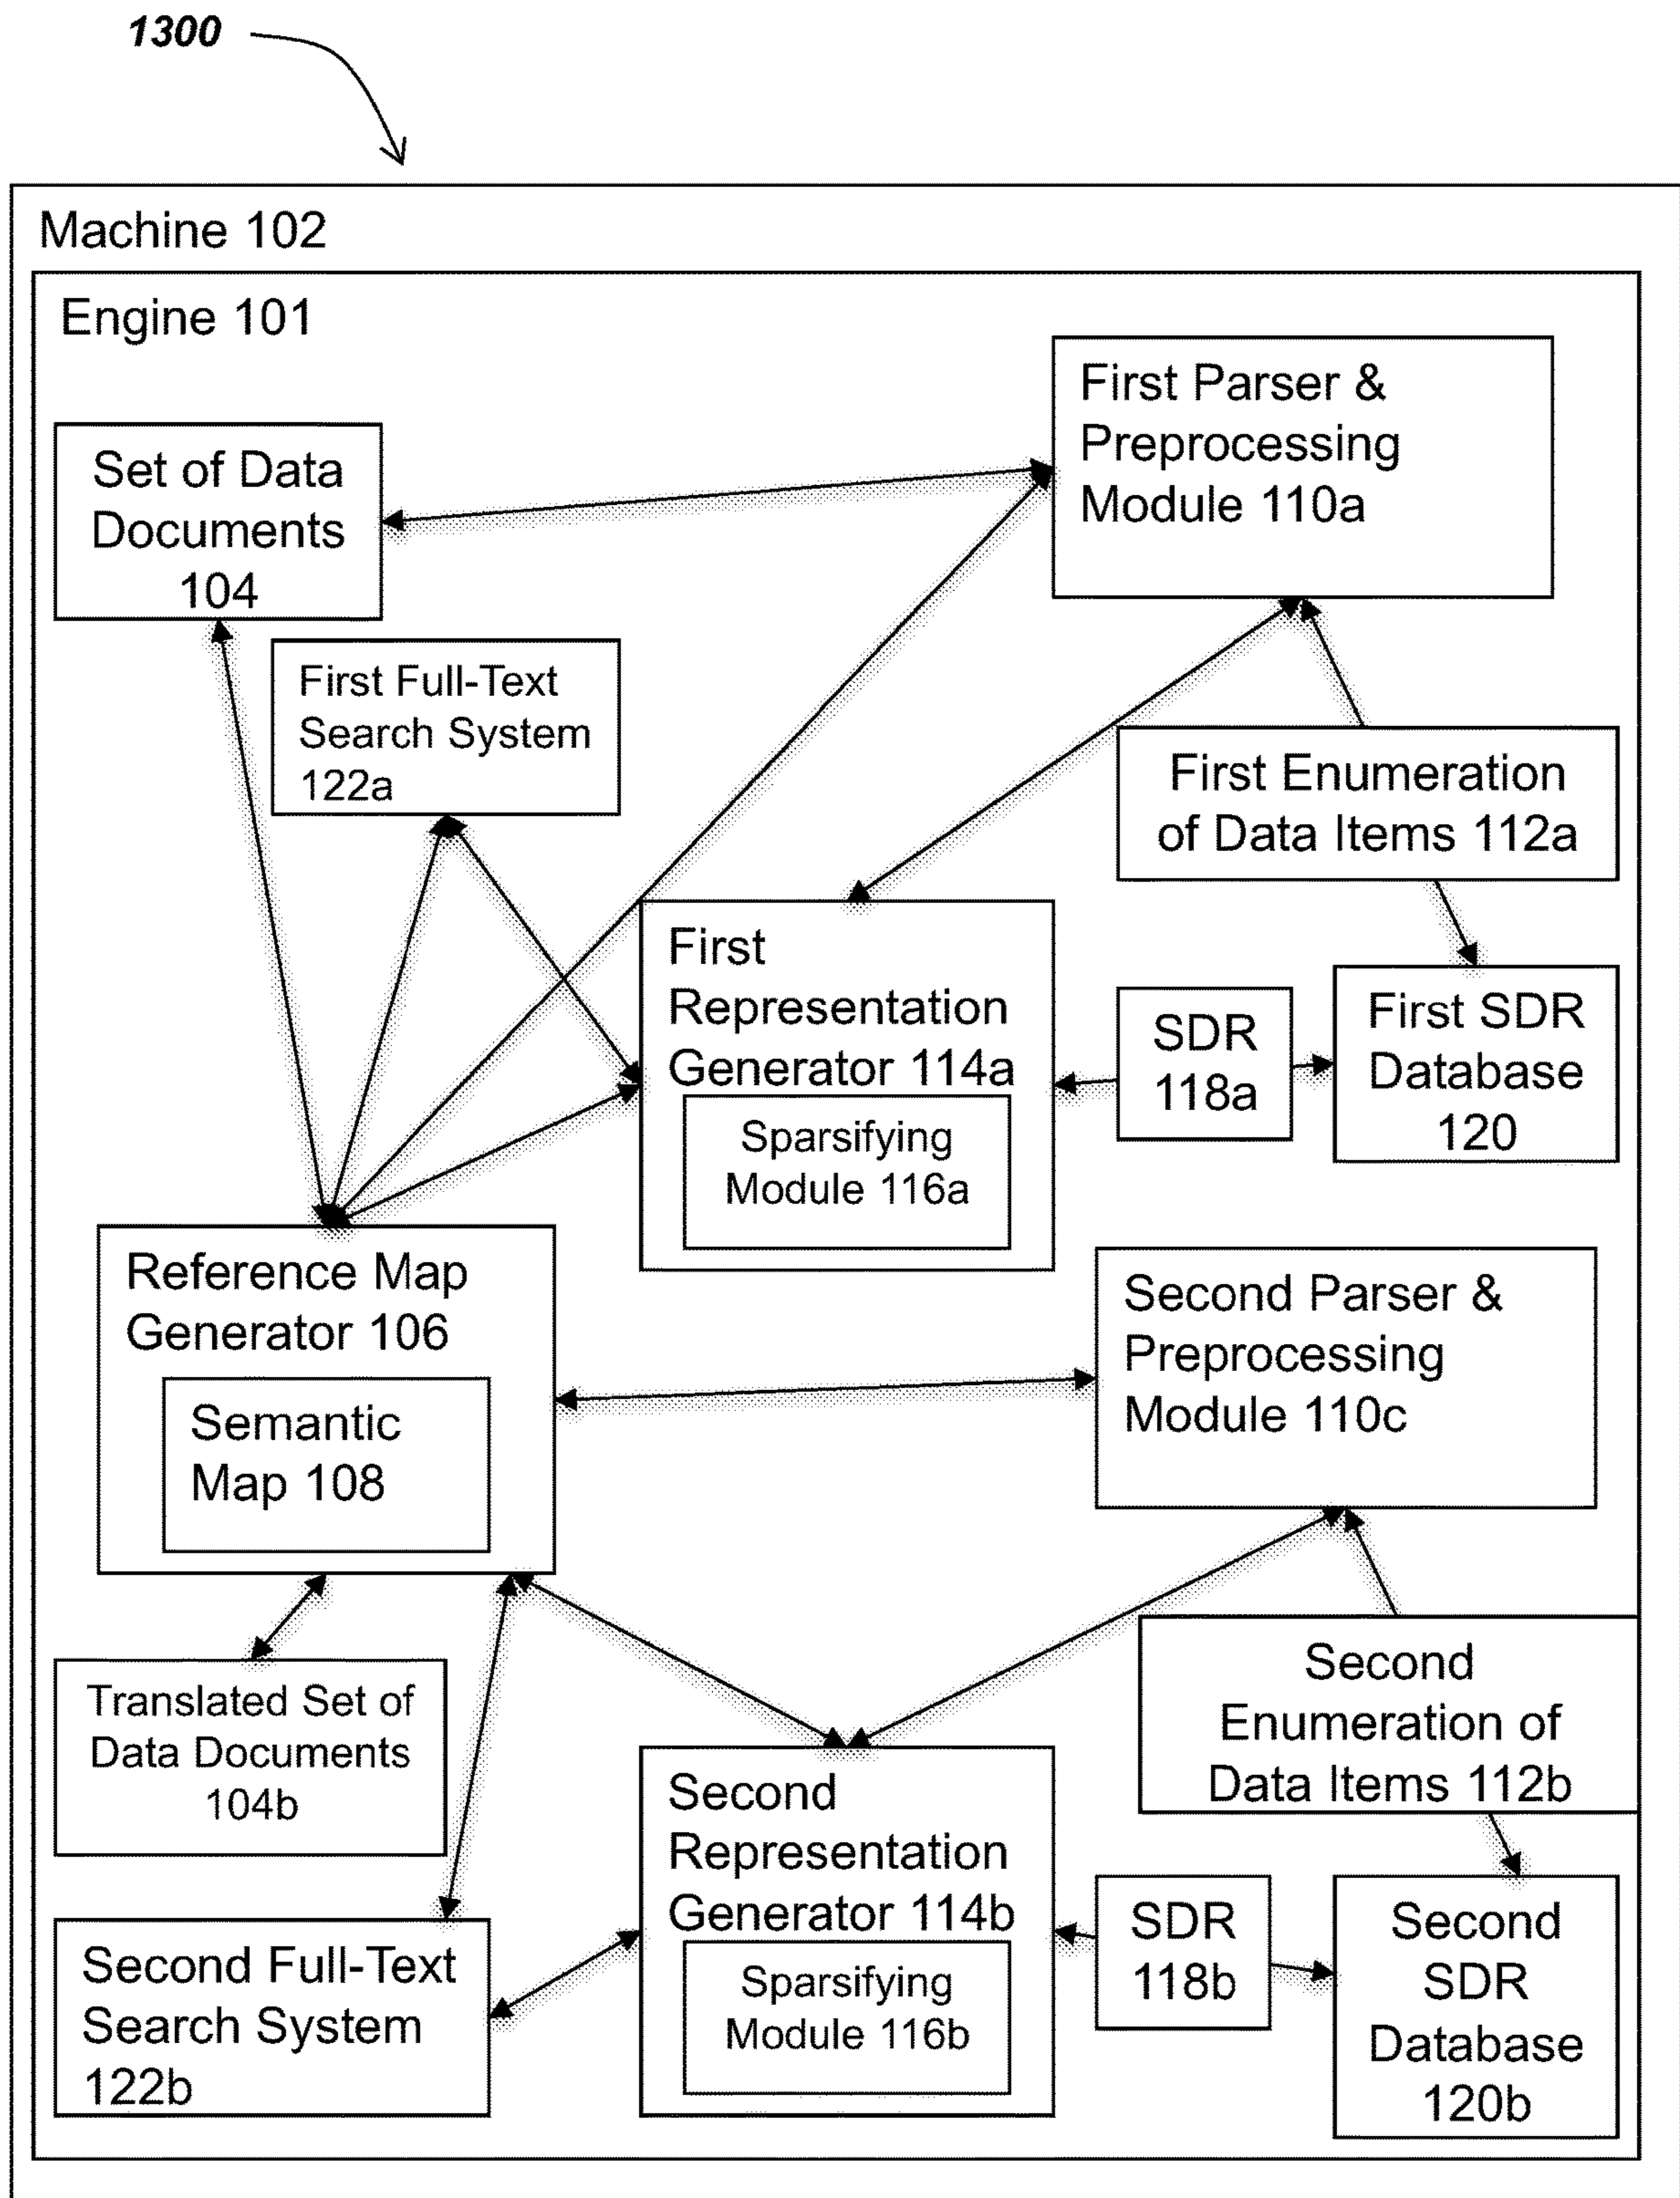 1300
Machine 102
Engine 101
First Parser &
Preprocessing
Module 110a
Set of Data
Documents
104
First Full-Text
Search System
122a
First Enumeration
of Data Items 112a
First
Representation
Generator 114a
Sparsifying
Module 116a
SDR
118a
First SDR
Database
120
Reference Map
Generator 106
Semantic
Map 108
Second Parser &
Preprocessing
Module 110c
Translated Set of
Data Documents
104b
Second
Enumeration of
Data Items 112b
Second
Representation
Generator 114b
Sparsifying
Module 116b
SDR
118b
Second
SDR
Database
120b
Second Full-Text
Search System
122b